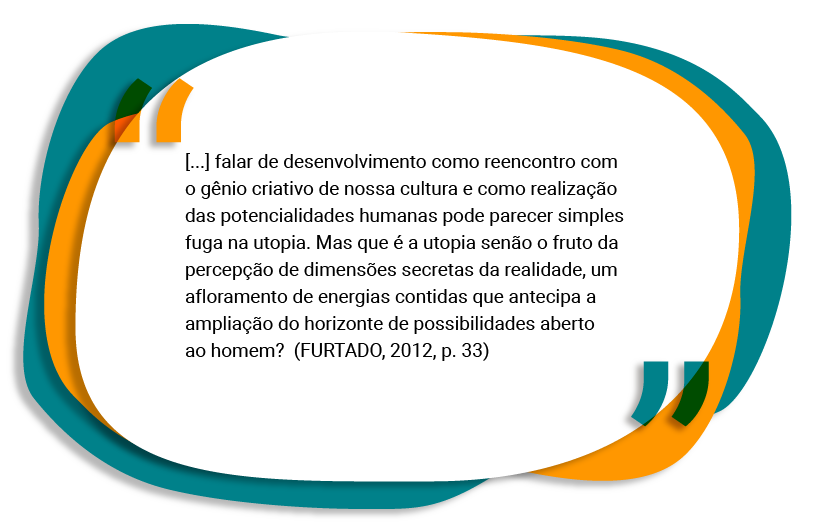 [...] falar de desenvolvimento como reencontro com
o gênio criativo de nossa cultura e como realização
das potencialidades humanas pode parecer simples
fuga na utopia. Mas que é a utopia senão o fruto da
percepção de dimensões secretas da realidade, um
afloramento de energias contidas que antecipa a
ampliação do horizonte de possibilidades aberto
ao homem? (FURTADO, 2012, p. 33)